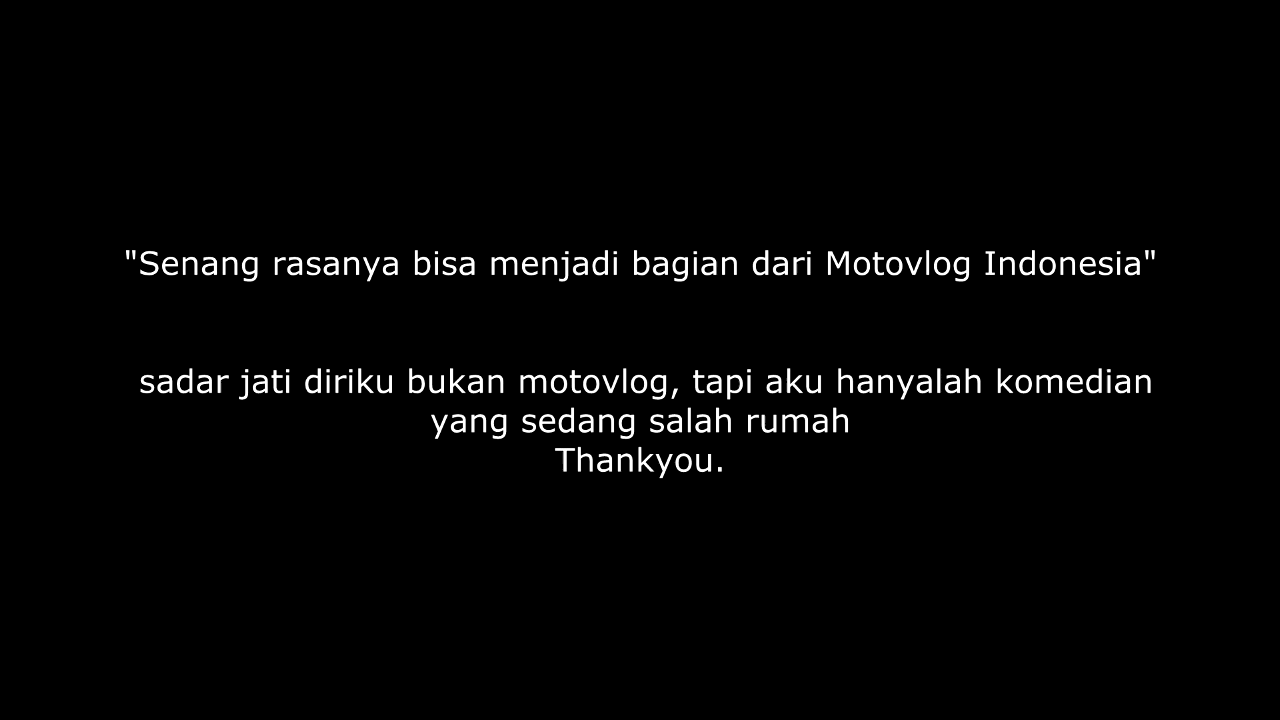 "Senang rasanya bisa menjadi bagian dari Motovlog Indonesia"
sadar jati diriku bukan motovlog, tapi aku hanyalah komedian
yang sedang salah rumah
Thankyou.